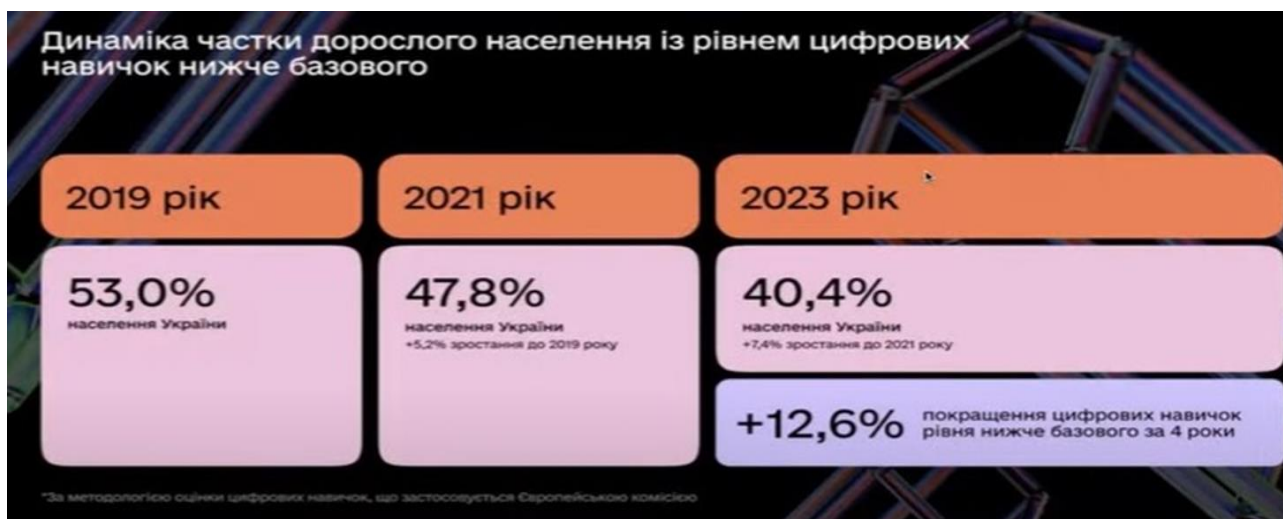 Динаміка частки дорослого населення із рівнем цифрових
навичок нижче базового
2019 рік
53,0%
населення України
2021 рік
47,8%
населення України
+5,2% зростання до 2019 року
2023 рік
40,4%
населення України
+7,4% зростання до 2021 року
+12,6%
покращення цифрових навичок
рівня нижче базового за 4 роки
*За методологією оцінки цифрових навичок, що застосовується Європейською комісією